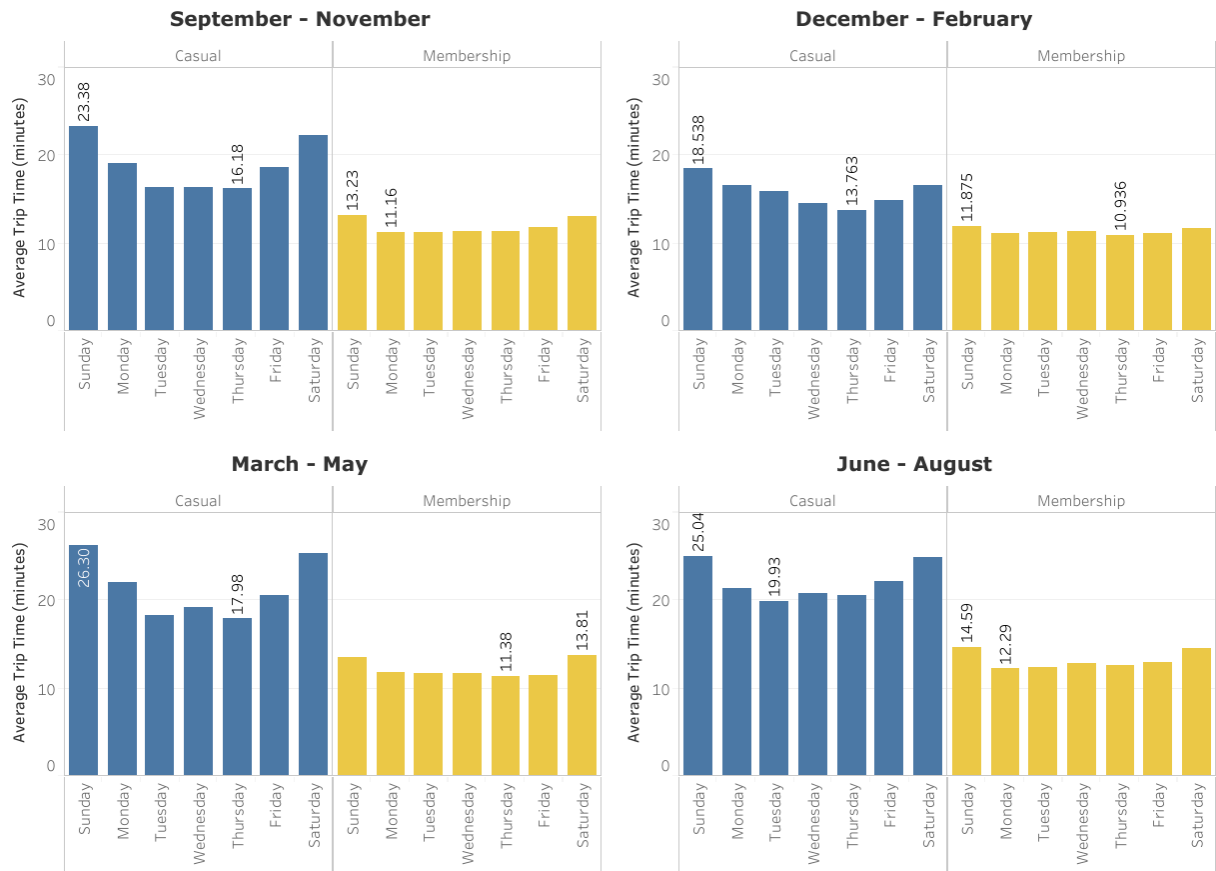 September - November
Casual
Membership
Average Trip Time (minutes)
30
20
10
0
23.38
16.18
13.23
11.16
Sunday
Monday
Tuesday
Wednesday
Thursday
Friday
Saturday
Sunday
Monday
Tuesday
Wednesday
Thursday
Friday
Saturday
December - February
Casual
Membership
Average Trip Time (minutes)
30
20
10
0
18.538
13.763
11.875
10.936
Sunday
Monday
Tuesday
Wednesday
Thursday
Friday
Saturday
Sunday
Monday
Tuesday
Wednesday
Thursday
Friday
Saturday
March - May
Casual
Membership
Average Trip Time (minutes)
30
20
10
0
26.30
17.98
11.38
13.81
Sunday
Monday
Tuesday
Wednesday
Thursday
Friday
Saturday
Sunday
Monday
Tuesday
Wednesday
Thursday
Friday
Saturday
June - August
Casual
Membership
Average Trip Time (minutes)
30
20
10
0
25.04
19.93
14.59
12.29
Sunday
Monday
Tuesday
Wednesday
Thursday
Friday
Saturday
Sunday
Monday
Tuesday
Wednesday
Thursday
Friday
Saturday